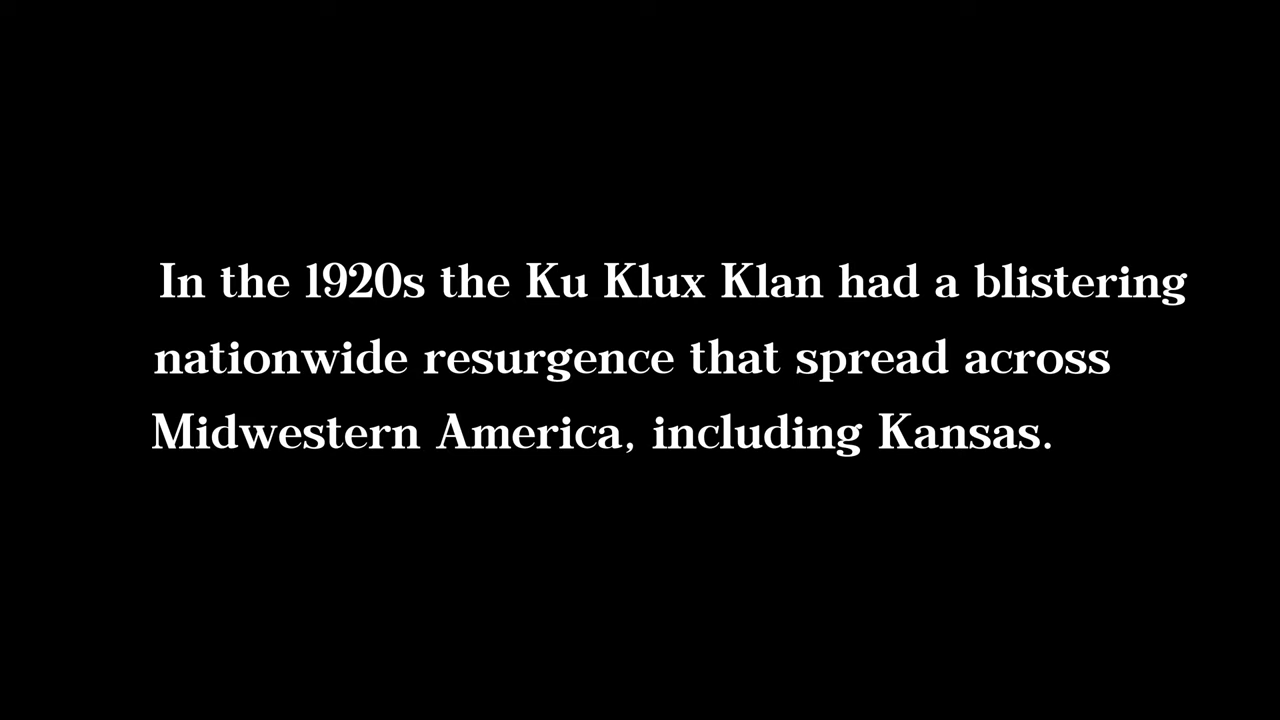 In the 1920s the Ku Klux Klan had a blistering
nationwide resurgence that spread across
Midwestern America, including Kansas.